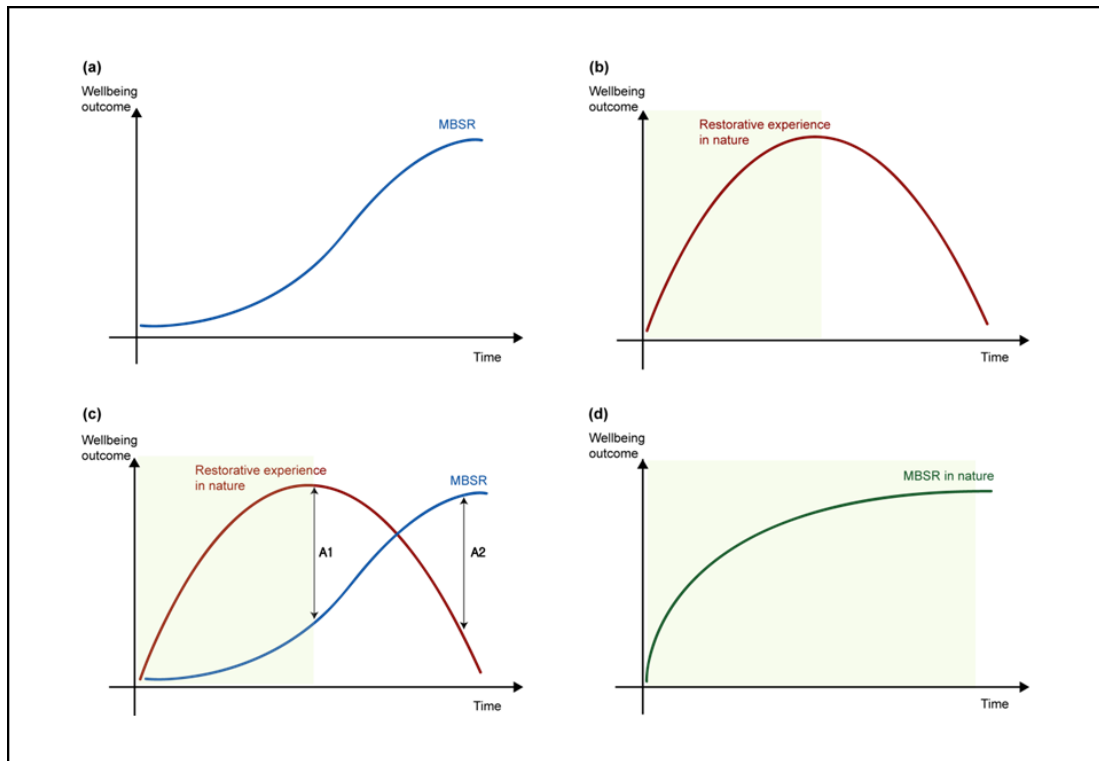 (a)
Wellbeing
outcome
MBSR
Time
(b)
Wellbeing
outcome
Restorative experience
in nature
Time
(c)
Wellbeing
outcome
Restorative experience
in nature
MBSR
A1
A2
Time
(d)
Wellbeing
outcome
MBSR in nature
Time